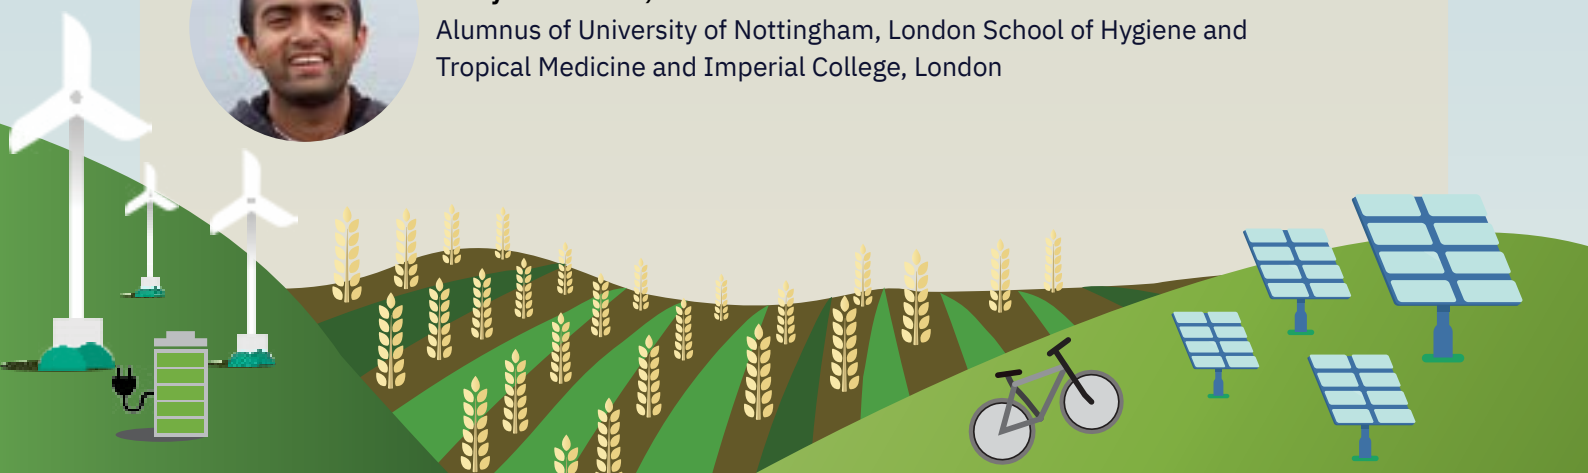 Alumnus of University of Nottingham, London School of Hygiene and
Tropical Medicine and Imperial College, London